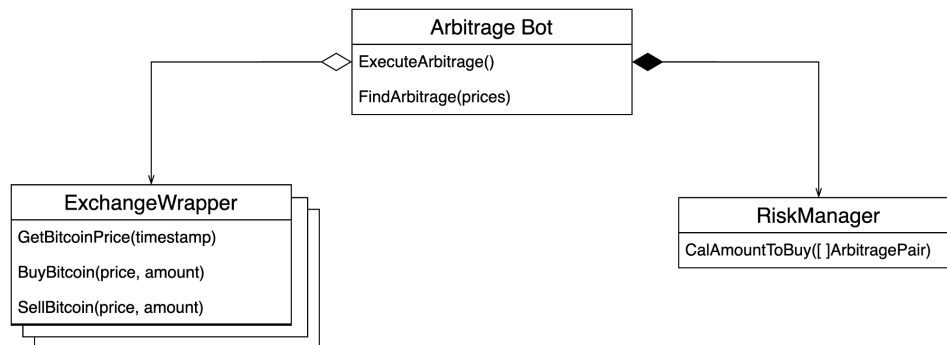 Arbitrage Bot
ExecuteArbitrage()
FindArbitrage(prices)
ExchangeWrapper
GetBitcoinPrice(timestamp)
BuyBitcoin(price, amount)
SellBitcoin(price, amount)
RiskManager
CalAmountToBuy([ ]ArbitragePair)